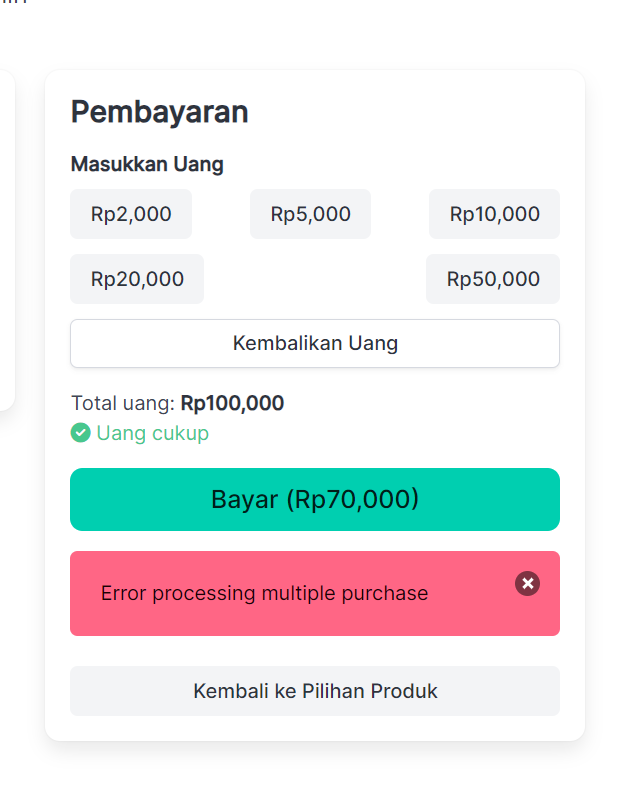 Pembayaran
Masukkan Uang
Rp2,000 Rp5,000 Rp10,000
Rp20,000 Rp50,000
Kembalikan Uang
Total uang: Rp100,000
Uang cukup
Bayar (Rp70,000)
Error processing multiple purchase
Kembali ke Pilihan Produk